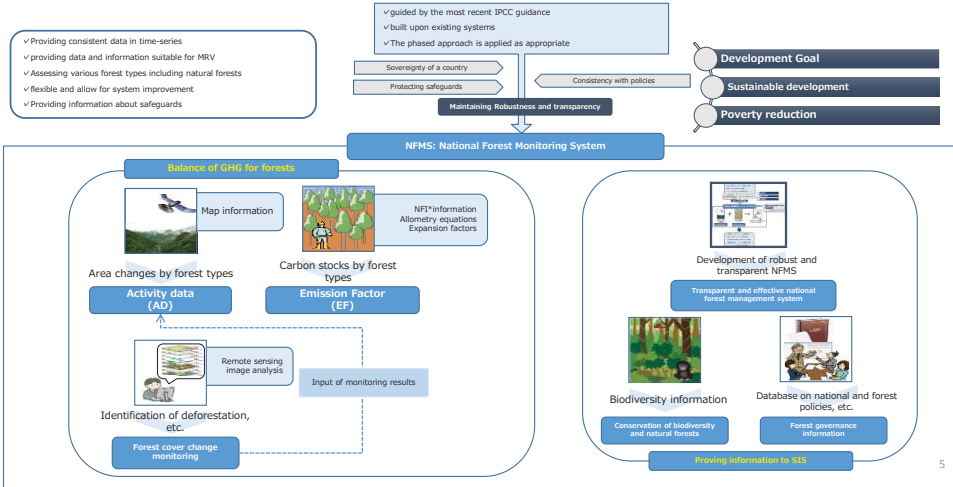 ✓Providing consistent data in time-series
✓providing data and information suitable for MRV
✓Assessing various forest types including natural forests
✓flexible and allow for system improvement
✓Providing information about safeguards
✓guided by the most recent IPCC guidance
✓built upon existing systems
✓The phased approach is applied as appropriate
Sovereignty of a country
Protecting safeguards
Consistency with policies
Maintaining Robustness and transparency
Development Goal
Sustainable development
Poverty reduction
NFMS: National Forest Monitoring System
Balance of GHG for forests
Map information
Area changes by forest types
Activity data
(AD)
NFI*information
Allometry equations
Expansion factors
Carbon stocks by forest
types
Emission Factor
(EF)
Remote sensing
image analysis
Input of monitoring results
Identification of deforestation,
etc.
Forest cover change
monitoring
Development of robust and
transparent NFMS
Transparent and effective national
forest management system
Biodiversity information
Conservation of biodiversity
and natural forests
LAW
Database on national and forest
policies, etc.
Forest governance
information
Proving information to SIS
5